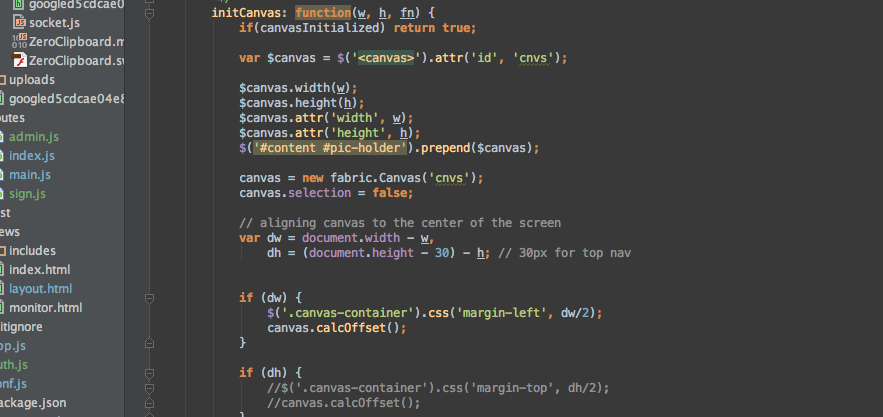 googled5cdcae0
socket.js
ZeroClipboard.m
ZeroClipboard.sw
uploads
googled5cdcae04e8
outes
admin.js
index.js
main.js
sign.js
st
ews
includes
index.html
layout.html
monitor.html
itignore
pp.js
uth.js
onf.js
ackage.json
initCanvas: function(w, h, fn) {
if(canvasInitialized) return true;
var $canvas = $('<canvas>').attr('id', 'cnvs');
$canvas.width(w);
$canvas.height(h);
$canvas.attr('width', w);
$canvas.attr('height', h);
$('#content #pic-holder').prepend($canvas);
canvas = new fabric.Canvas('cnvs');
canvas.selection = false;
// aligning canvas to the center of the screen
var dw = document.width - w,
dh = (document.height - 30) - h; // 30px for top nav
if (dw) {
$('.canvas-container').css('margin-left', dw/2);
canvas.calcOffset();
}
if (dh) {
//$('.canvas-container').css('margin-top', dh/2);
//canvas.calcOffset();